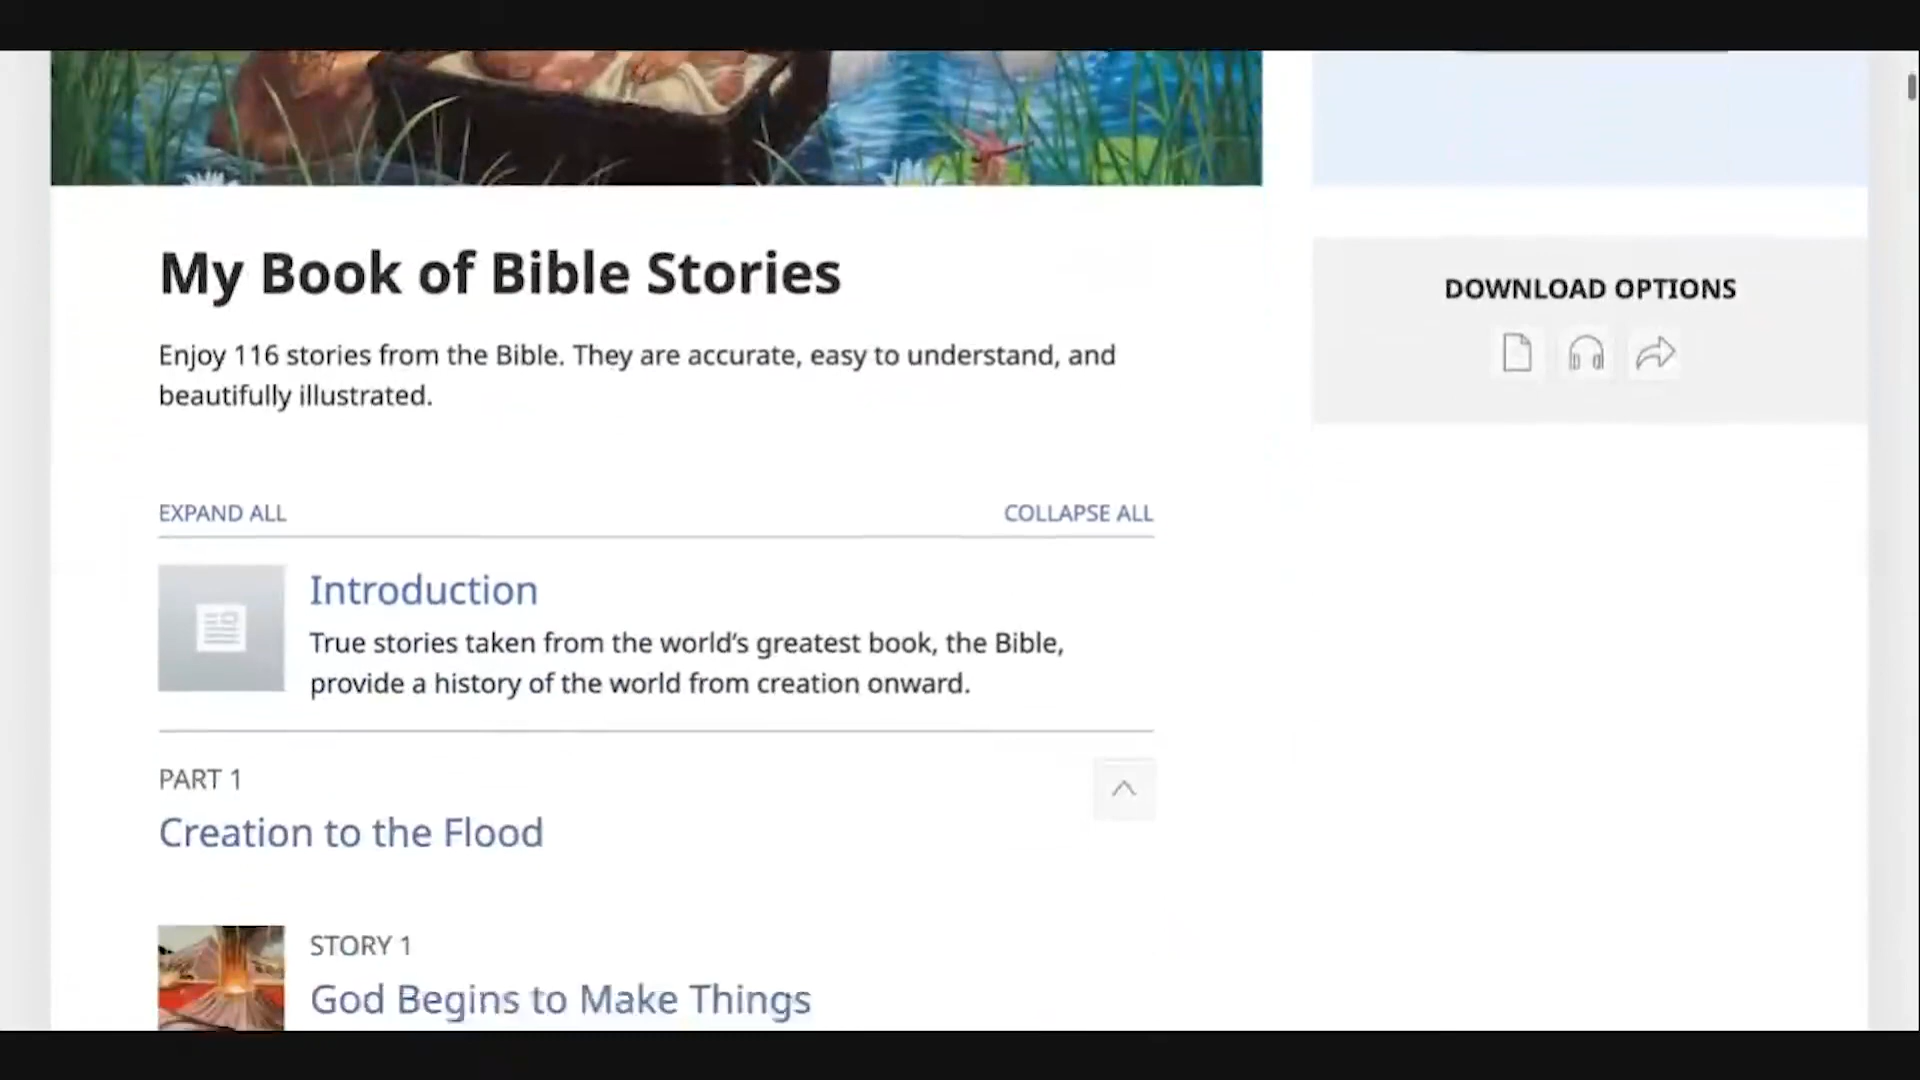 My Book of Bible Stories
Enjoy 116 stories from the Bible. They are accurate, easy to understand, and
beautifully illustrated.
DOWNLOAD OPTIONS
EXPAND ALL
COLLAPSE ALL
Introduction
True stories taken from the world’s greatest book, the Bible,
provide a history of the world from creation onward.
PART 1
Creation to the Flood
STORY 1
God Begins to Make Things